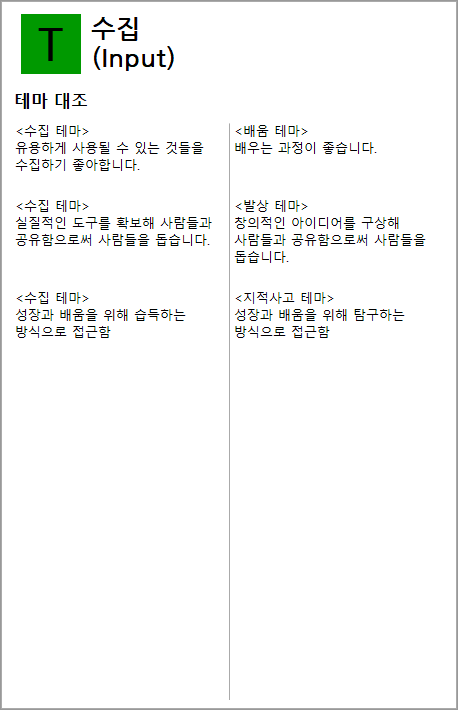 T
수집
(Input)
테마 대조
<수집 테마>
유용하게 사용될 수 있는 것들을
수집하기 좋아합니다.
<배움 테마>
배우는 과정이 좋습니다.
<수집 테마>
실질적인 도구를 확보해 사람들과
공유함으로써 사람들을 돕습니다.
<발상 테마>
창의적인 아이디어를 구상해
사람들과 공유함으로써 사람들을
돕습니다.
<수집 테마>
성장과 배움을 위해 습득하는
방식으로 접근함
<지적사고 테마>
성장과 배움을 위해 탐구하는
방식으로 접근함